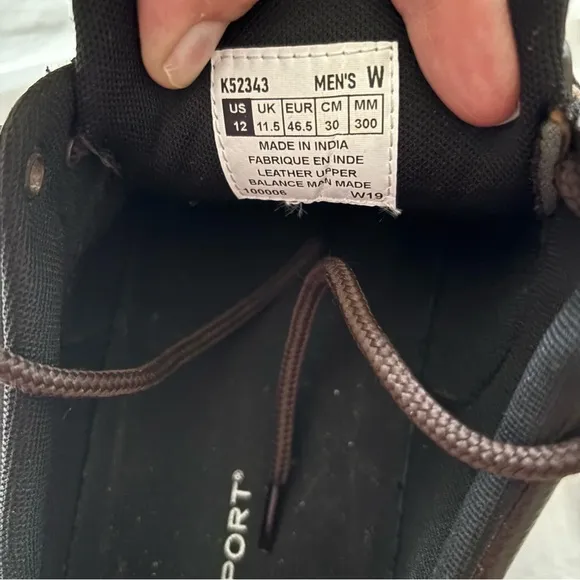 K52343 MEN'S W
US UK EUR CM MM
12 11.5 46.5 30 300
MADE IN INDIA
FABRIQUE EN INDE
LEATHER UPPER
BALANCE MAN MADE
100006 W19
PORT®